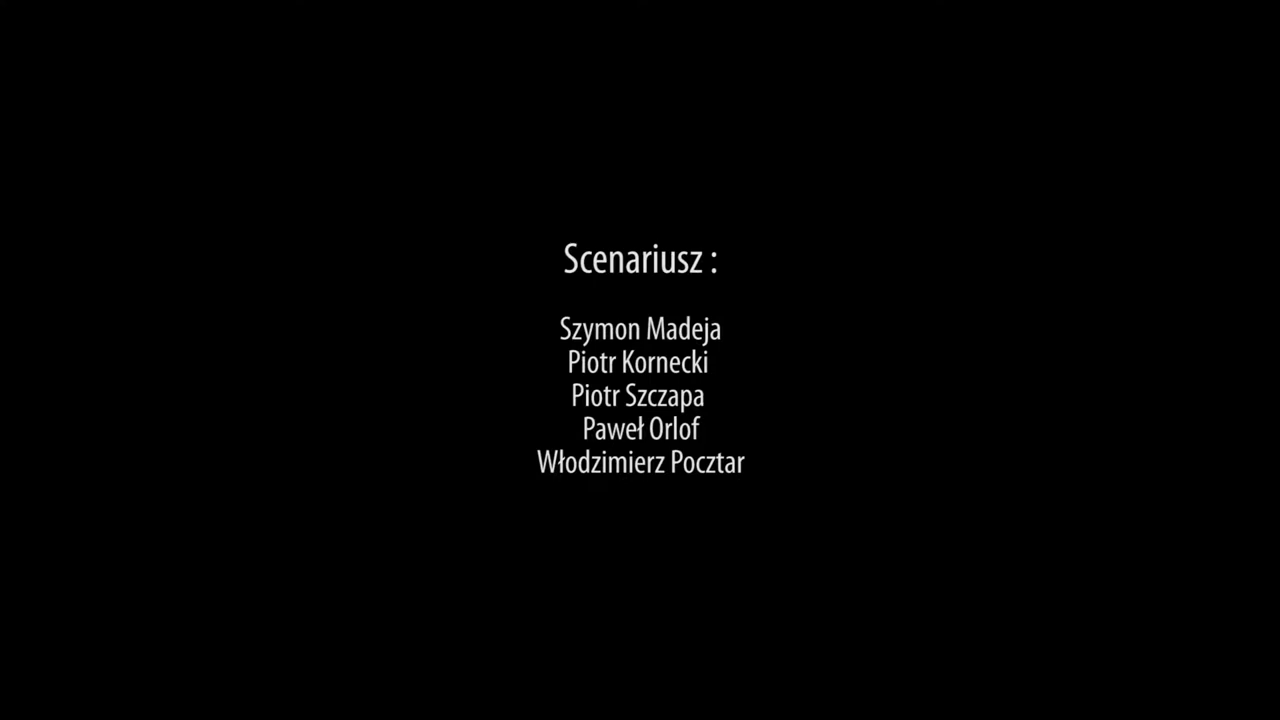 Scenariusz :
Szymon Madeja
Piotr Kornecki
Piotr Szczapa
Paweł Orlof
Włodzimierz Pocztar